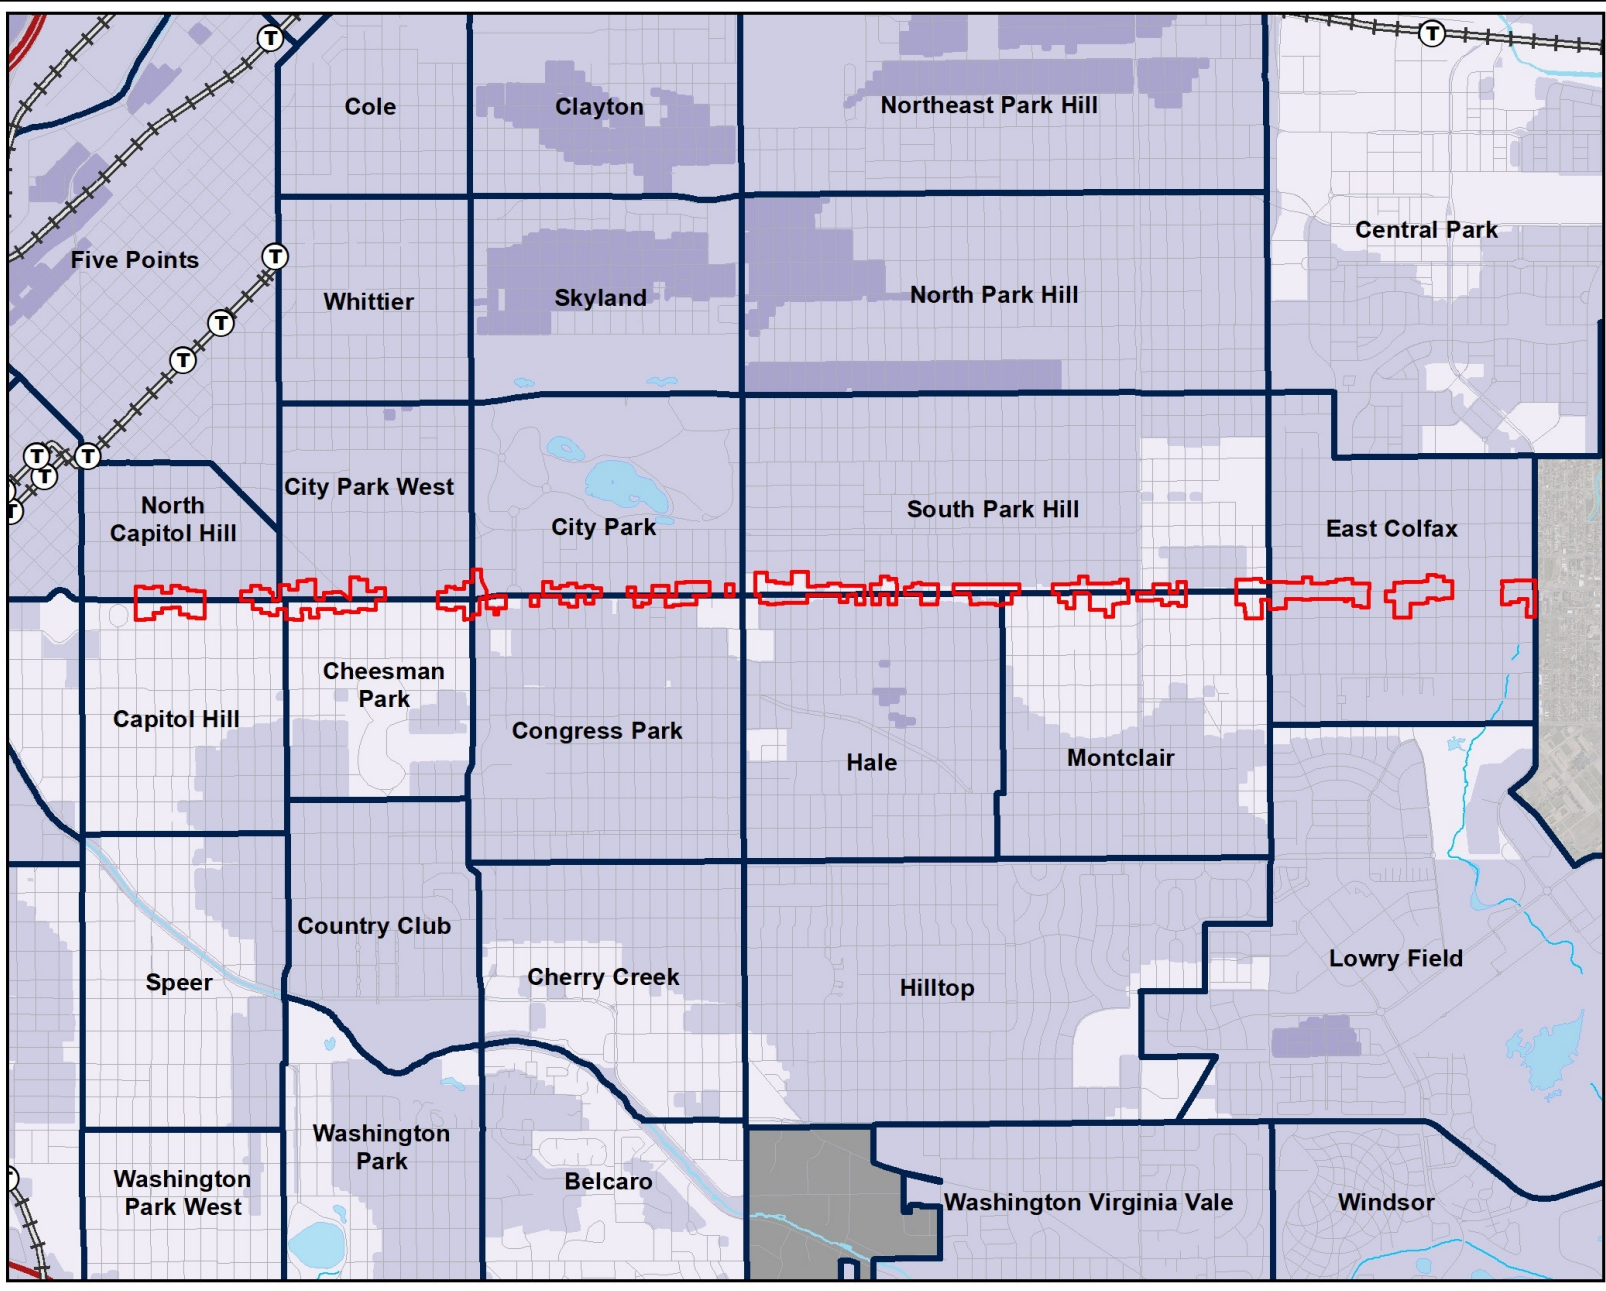 T
T
Cole
Clayton
Northeast Park Hill
Central Park
Five Points
T
Whittier
Skyland
North Park Hill
T
T
T
T
T
T
City Park West
North
Capitol Hill
City Park
South Park Hill
East Colfax
Cheesman
Park
Capitol Hill
Congress Park
Hale
Montclair
Country Club
Speer
Cherry Creek
Hilltop
Lowry Field
Washington
Park
Washington
Park West
Belcaro
Washington Virginia Vale
Windsor